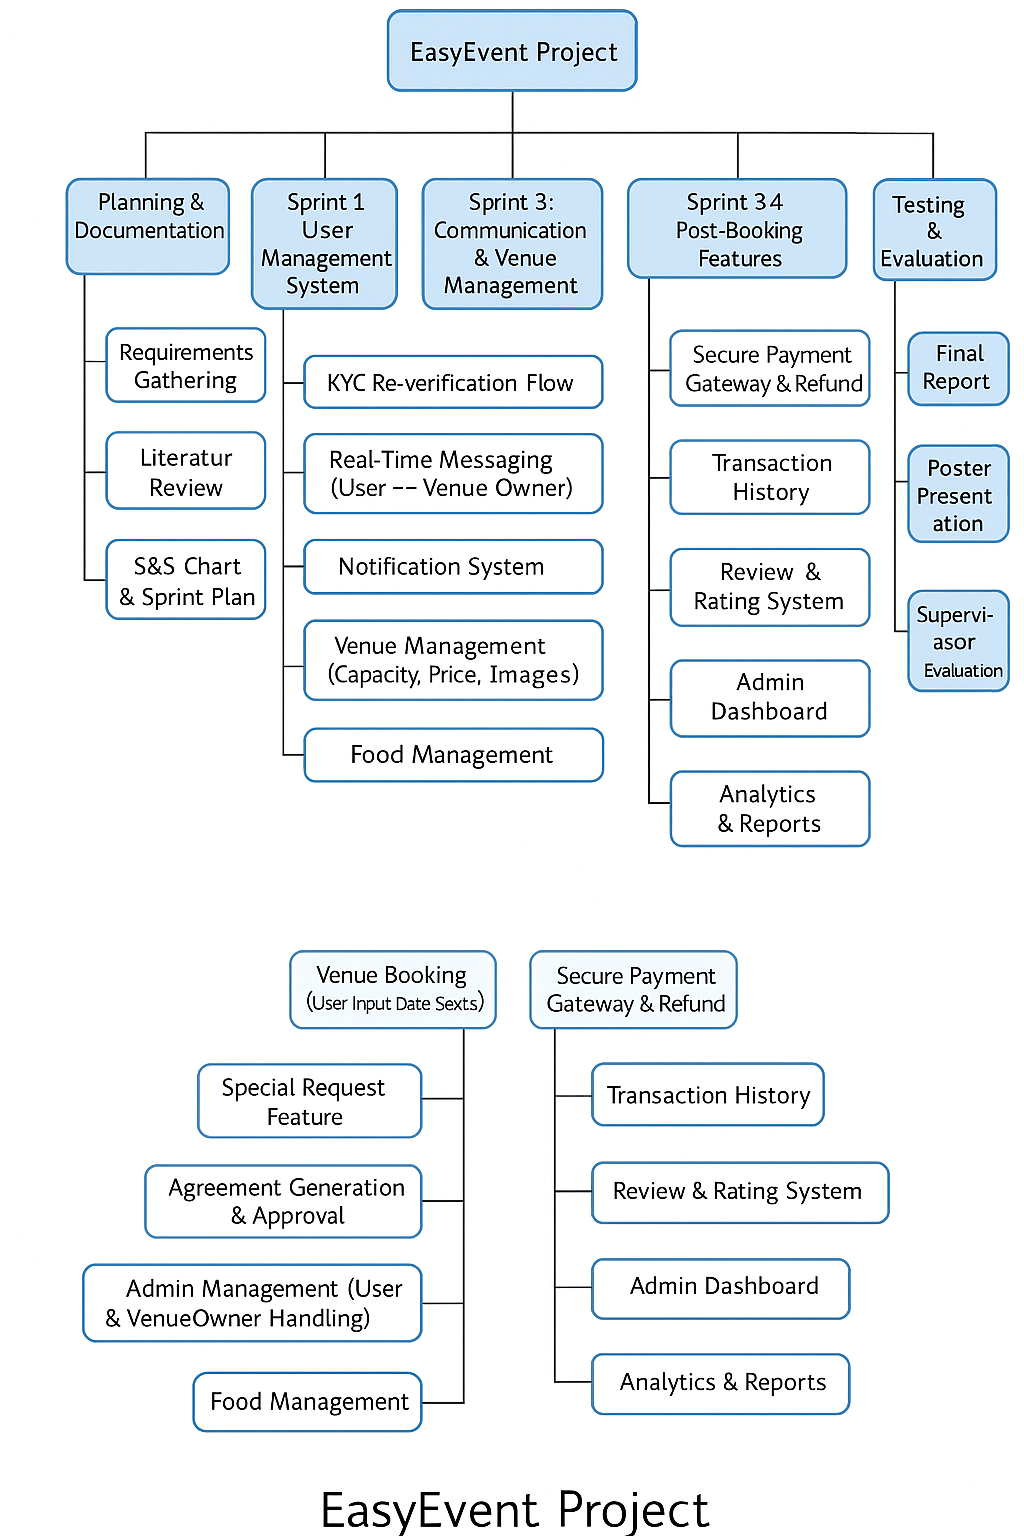 EasyEvent Project
Planning &
Documentation
Sprint 1
User
Management
System
Sprint 3:
Communication
& Venue
Management
Sprint 34
Post-Booking
Features
Testing
&
Evaluation
Requirements
Gathering
Literatur
Review
S&S Chart
& Sprint Plan
KYC Re-verification Flow
Real-Time Messaging
(User -- Venue Owner)
Notification System
Venue Management
(Capacity, Price, Images)
Food Management
Secure Payment
Gateway & Refund
Transaction
History
Review &
Rating System
Admin
Dashboard
Analytics
& Reports
Final
Report
Poster
Present
ation
Supervi-
asor
Evaluation
Venue Booking
(User Input Date Sexts)
Special Request
Feature
Agreement Generation
& Approval
Admin Management (User
& VenueOwner Handling)
Food Management
Secure Payment
Gateway & Refund
Transaction History
Review & Rating System
Admin Dashboard
Analytics & Reports
EasyEvent Project